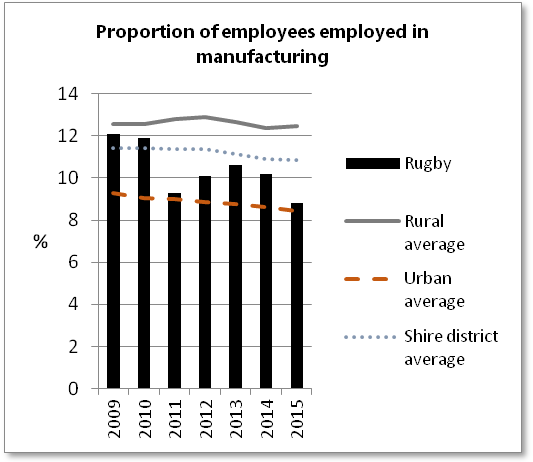 Proportion of employees employed in
manufacturing
14
12
10
8
6
4
2
0
%
2009
2010
2011
2012
2013
2014
2015
Rugby
Rural
average
Urban
average
Shire district
average